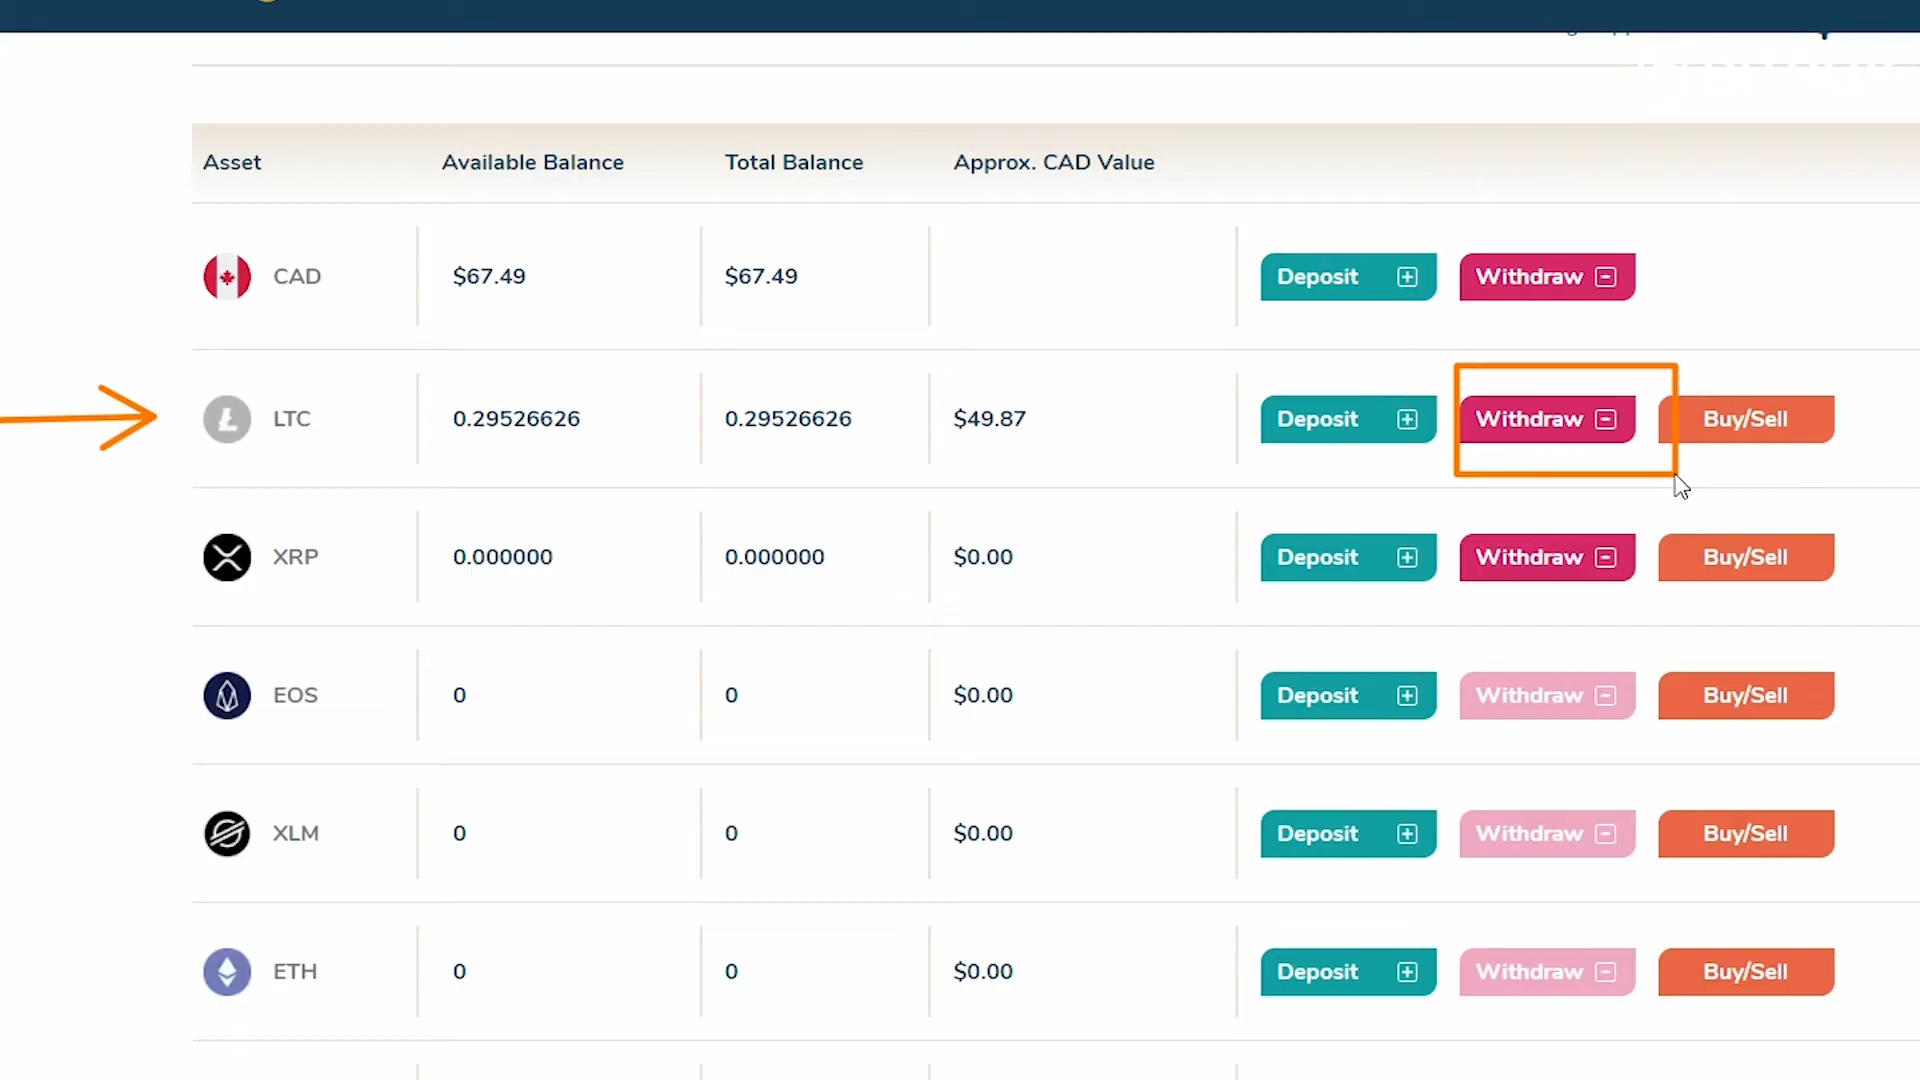 Asset Available Balance Total Balance Approx. CAD Value
CAD $67.49 $67.49 Deposit Withdraw
LTC 0.29526626 0.29526626 $49.87 Deposit Withdraw Buy/Sell
XRP 0.000000 0.000000 $0.00 Deposit Withdraw Buy/Sell
EOS 0 0 $0.00 Deposit Withdraw Buy/Sell
XLM 0 0 $0.00 Deposit Withdraw Buy/Sell
ETH 0 0 $0.00 Deposit Withdraw Buy/Sell